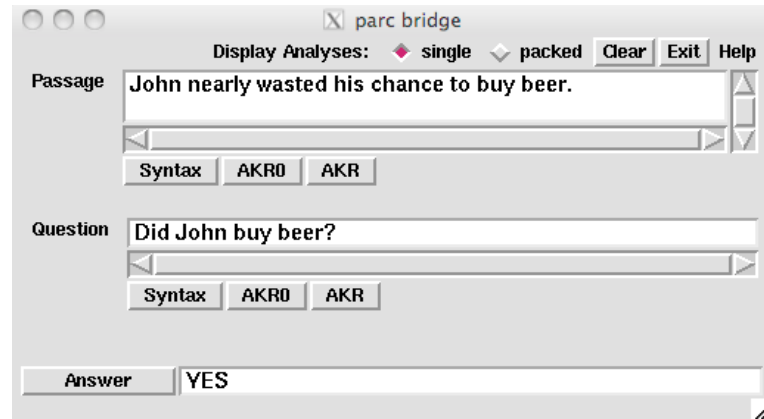 X parc bridge
Display Analyses: single packed Clear Exit Help
Passage John nearly wasted his chance to buy beer.
Syntax AKR0 AKR
Question Did John buy beer?
Syntax AKR0 AKR
Answer YES